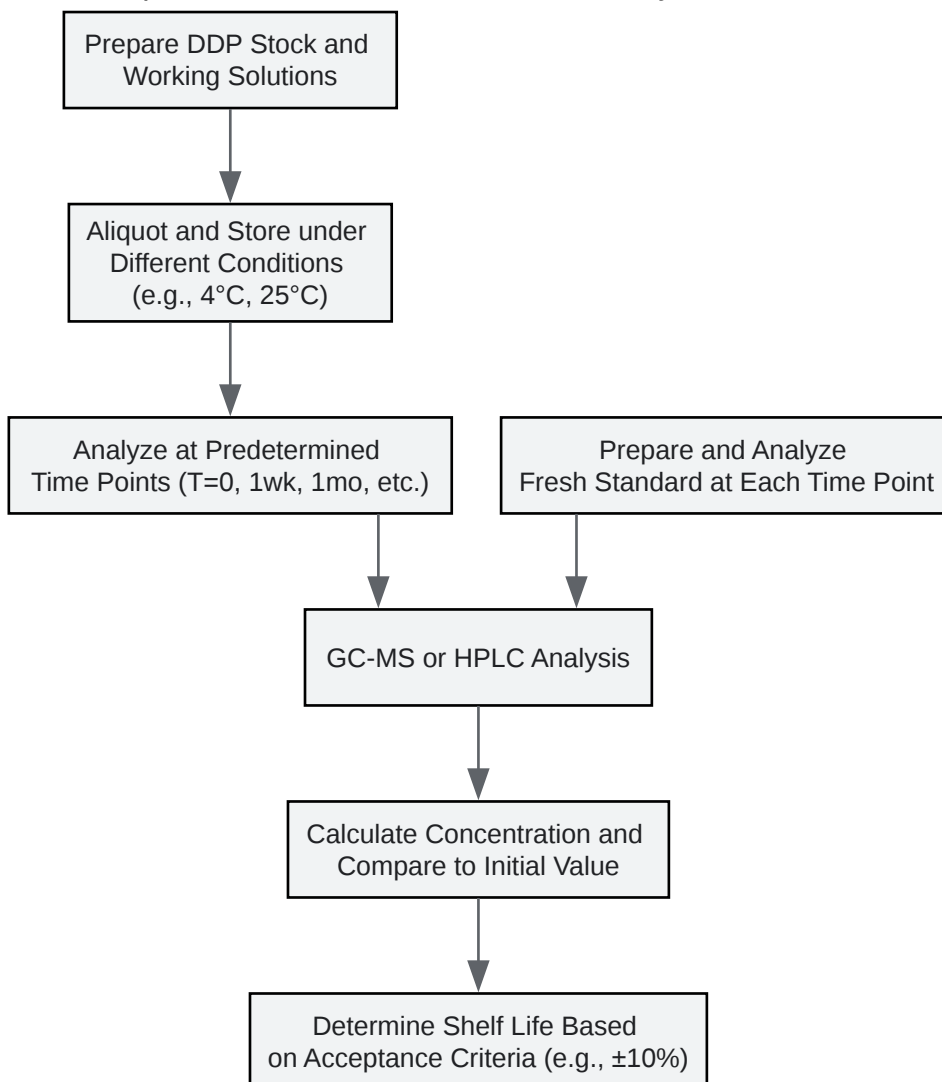 Prepare DDP Stock and
Working Solutions
Aliquot and Store under
Different Conditions
(e.g., 4°C, 25°C)
Analyze at Predetermined
Time Points (T=0, 1wk, 1mo, etc.)
Prepare and Analyze
Fresh Standard at Each Time Point
GC-MS or HPLC Analysis
Calculate Concentration and
Compare to Initial Value
Determine Shelf Life Based
on Acceptance Criteria (e.g., ±10%)